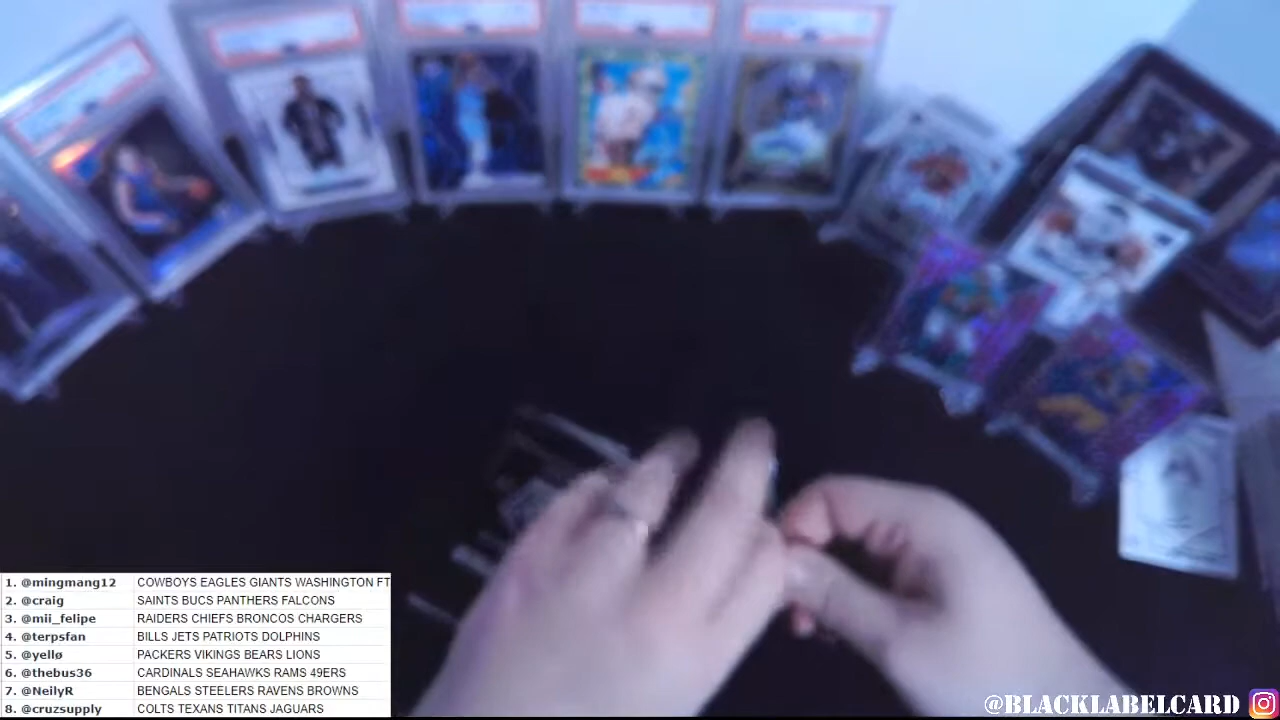 1. @mingmang12 COWBOYS EAGLES GIANTS WASHINGTON FT
2. @craig SAINTS BUCS PANTHERS FALCONS
3. @mii_felipe RAIDERS CHIEFS BRONCOS CHARGERS
4. @terpsfan BILLS JETS PATRIOTS DOLPHINS
5. @yellø PACKERS VIKINGS BEARS LIONS
6. @thebus36 CARDINALS SEAHAWKS RAMS 49ERS
7. @NeilyR BENGALS STEELERS RAVENS BROWNS
8. @cruzsupply COLTS TEXANS TITANS JAGUARS
@BLACKLABELCARD